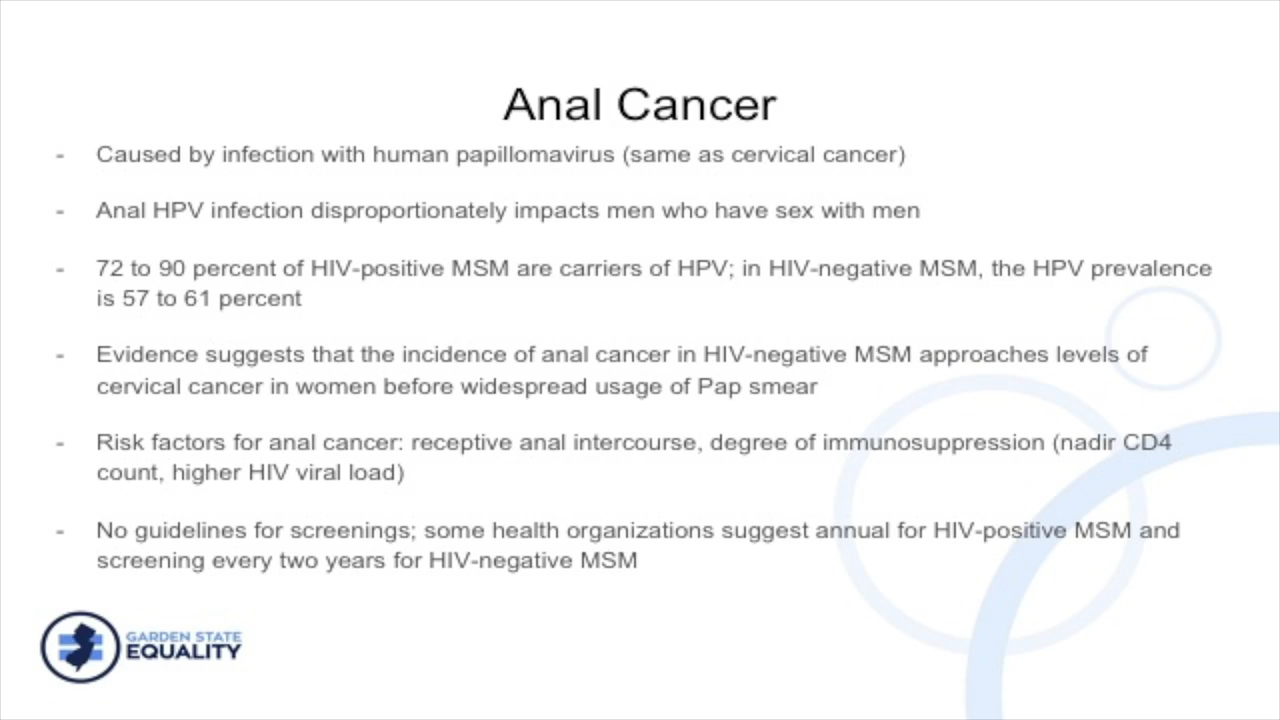 Anal Cancer
- Caused by infection with human papillomavirus (same as cervical cancer)
- Anal HPV infection disproportionately impacts men who have sex with men
- 72 to 90 percent of HIV-positive MSM are carriers of HPV; in HIV-negative MSM, the HPV prevalence
is 57 to 61 percent
- Evidence suggests that the incidence of anal cancer in HIV-negative MSM approaches levels of
cervical cancer in women before widespread usage of Pap smear
- Risk factors for anal cancer: receptive anal intercourse, degree of immunosuppression (nadir CD4
count, higher HIV viral load)
- No guidelines for screenings; some health organizations suggest annual for HIV-positive MSM and
screening every two years for HIV-negative MSM
GARDEN STATE
EQUALITY